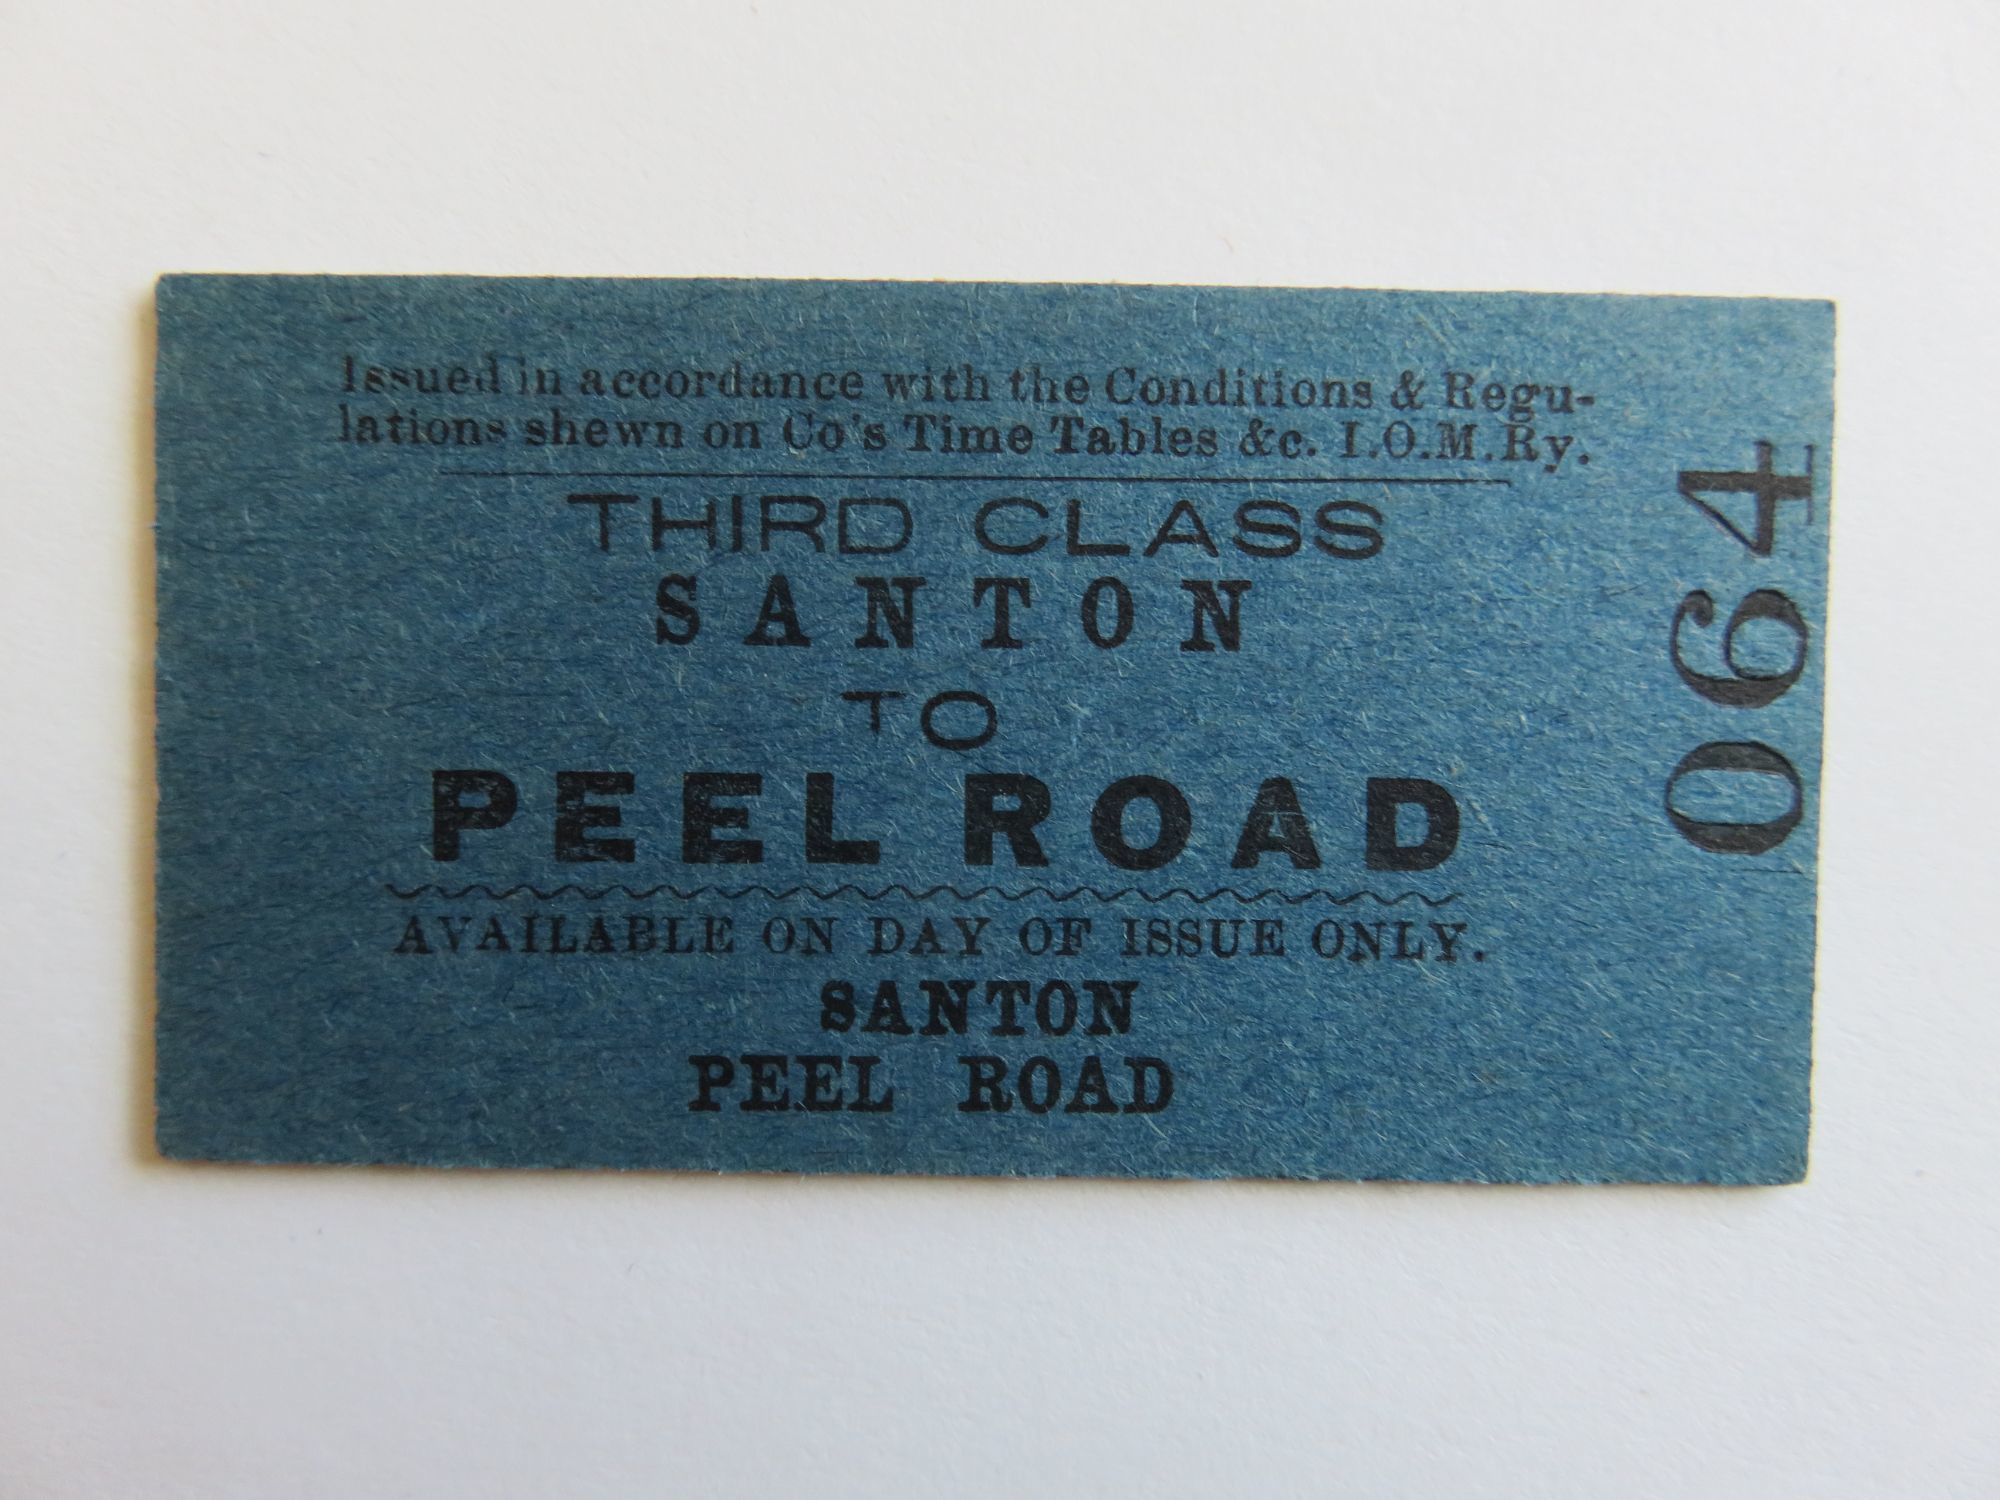 Issued in accordance with the Conditions & Regu-
lations shewn on Co's Time Tables &c. I.O.M.Ry.
THIRD CLASS
SANTON
TO
PEEL ROAD
AVAILABLE ON DAY OF ISSUE ONLY.
SANTON
PEEL ROAD
064